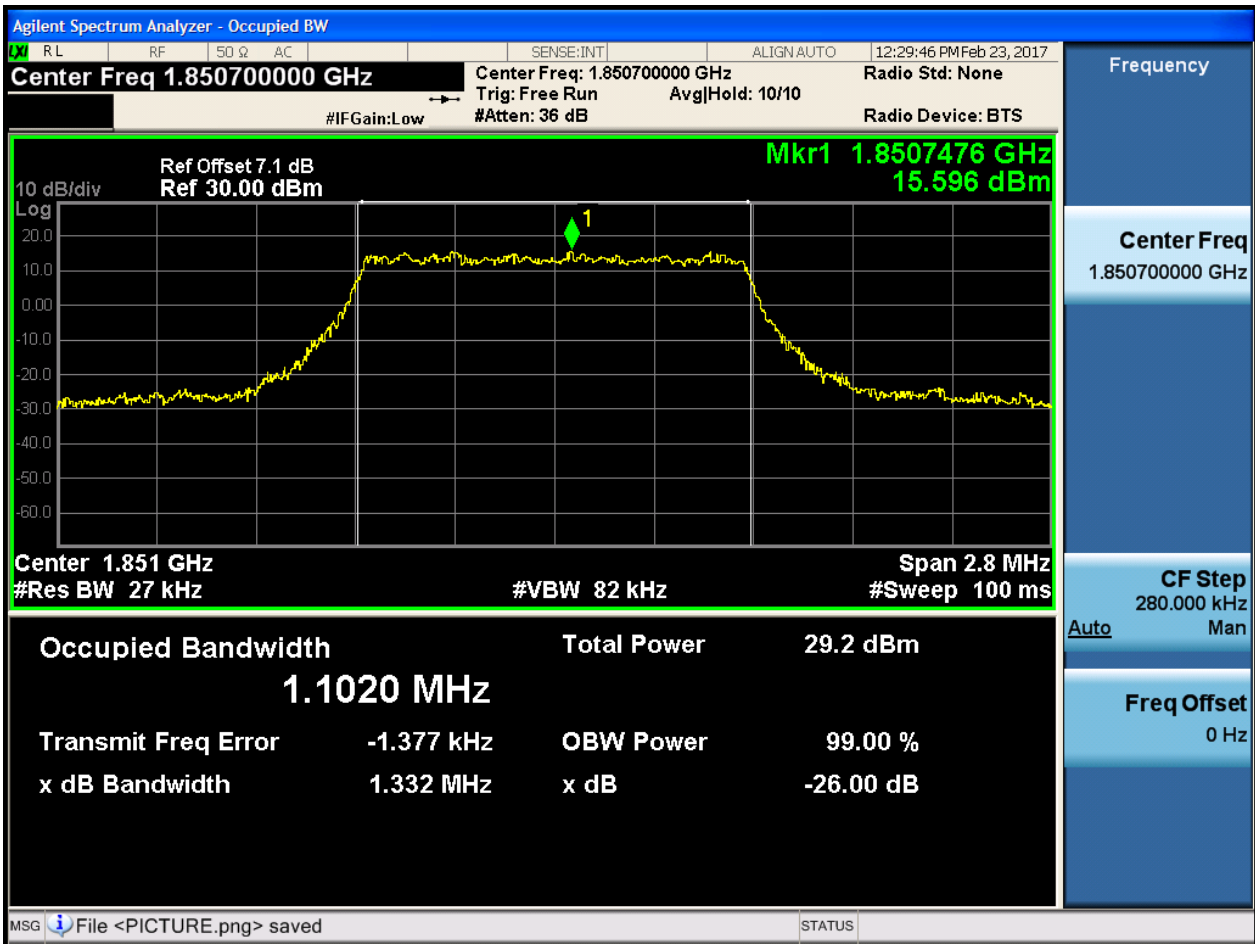 Agilent Spectrum Analyzer - Occupied BW
LXI RL RF 50 Ω AC SENSE:INT ALIGN AUTO 12:29:46 PM Feb 23, 2017
Center Freq 1.850700000 GHz
Center Freq: 1.850700000 GHz Radio Std: None
Trig: Free Run Avg|Hold: 10/10
#IFGain:Low #Atten: 36 dB Radio Device: BTS
Mkr1 1.8507476 GHz
15.596 dBm
Ref Offset 7.1 dB
10 dB/div Ref 30.00 dBm
Log
1
20.0
10.0
0.00
-10.0
-20.0
-30.0
-40.0
-50.0
-60.0
Center 1.851 GHz Span 2.8 MHz
#Res BW 27 kHz #VBW 82 kHz #Sweep 100 ms
Occupied Bandwidth Total Power 29.2 dBm
1.1020 MHz
Transmit Freq Error -1.377 kHz OBW Power 99.00 %
x dB Bandwidth 1.332 MHz x dB -26.00 dB
Frequency
Center Freq
1.850700000 GHz
CF Step
280.000 kHz
Auto Man
Freq Offset
0 Hz
MSG File <PICTURE.png> saved STATUS